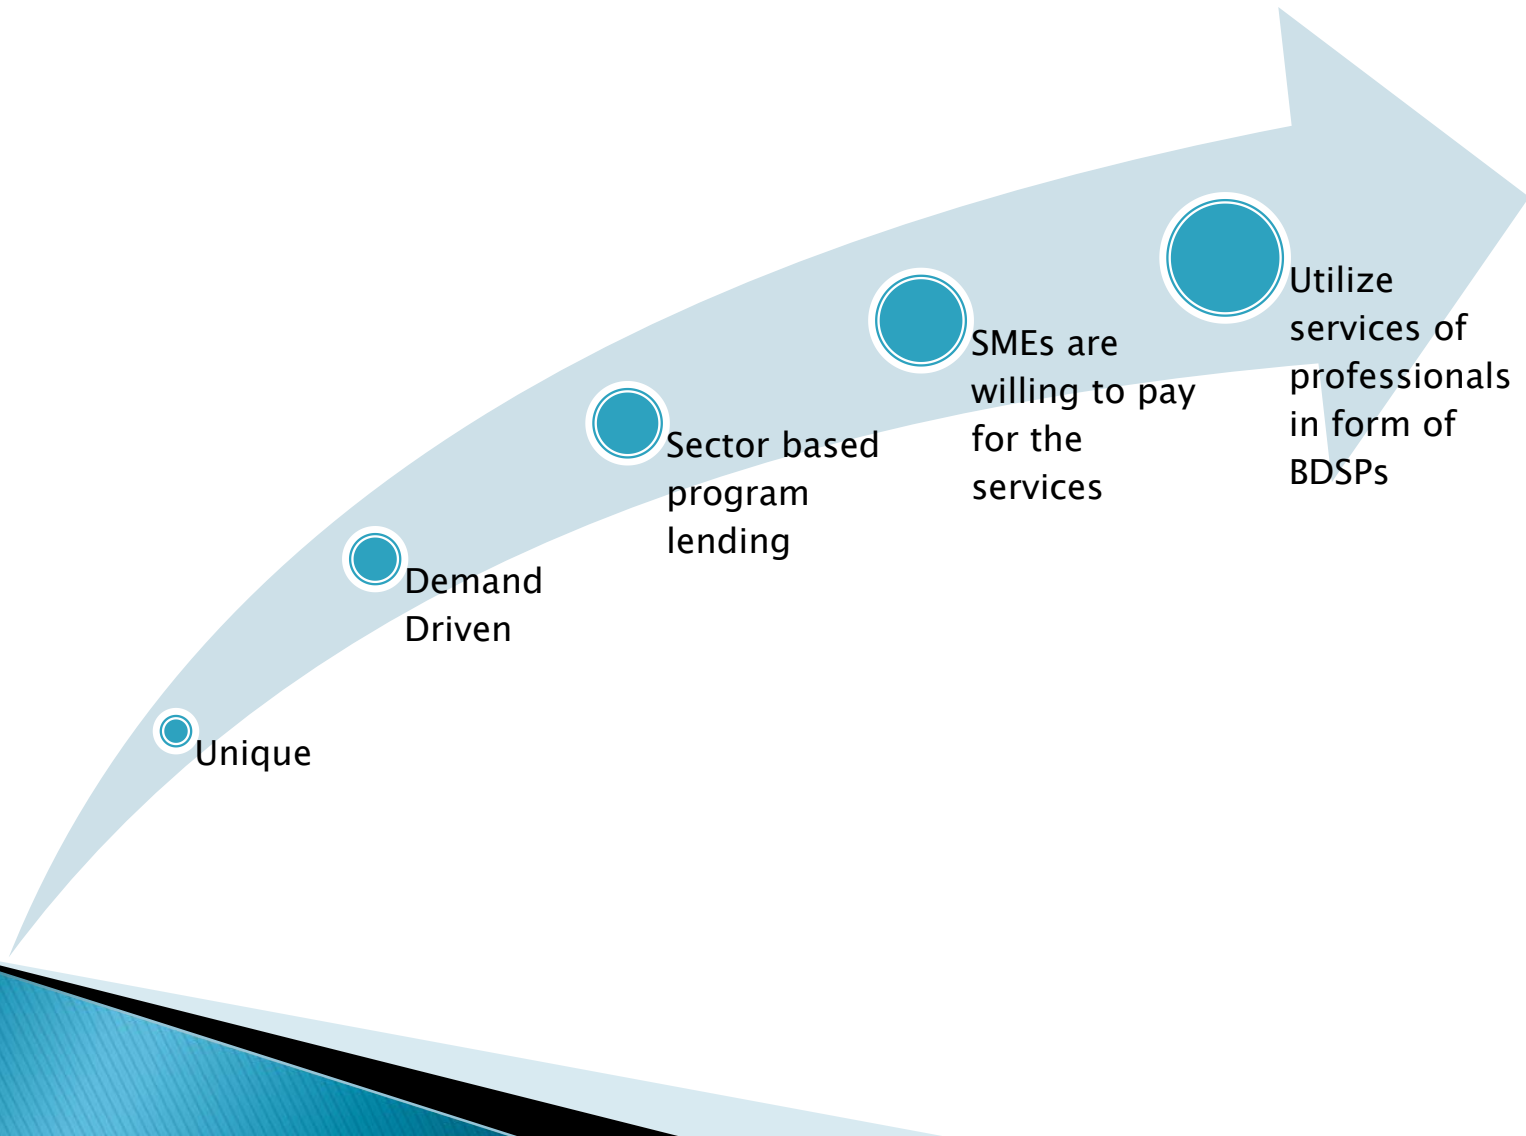 Unique
Demand
Driven
Sector based
program
lending
SMEs are
willing to pay
for the
services
Utilize
services of
professionals
in form of
BDSPs